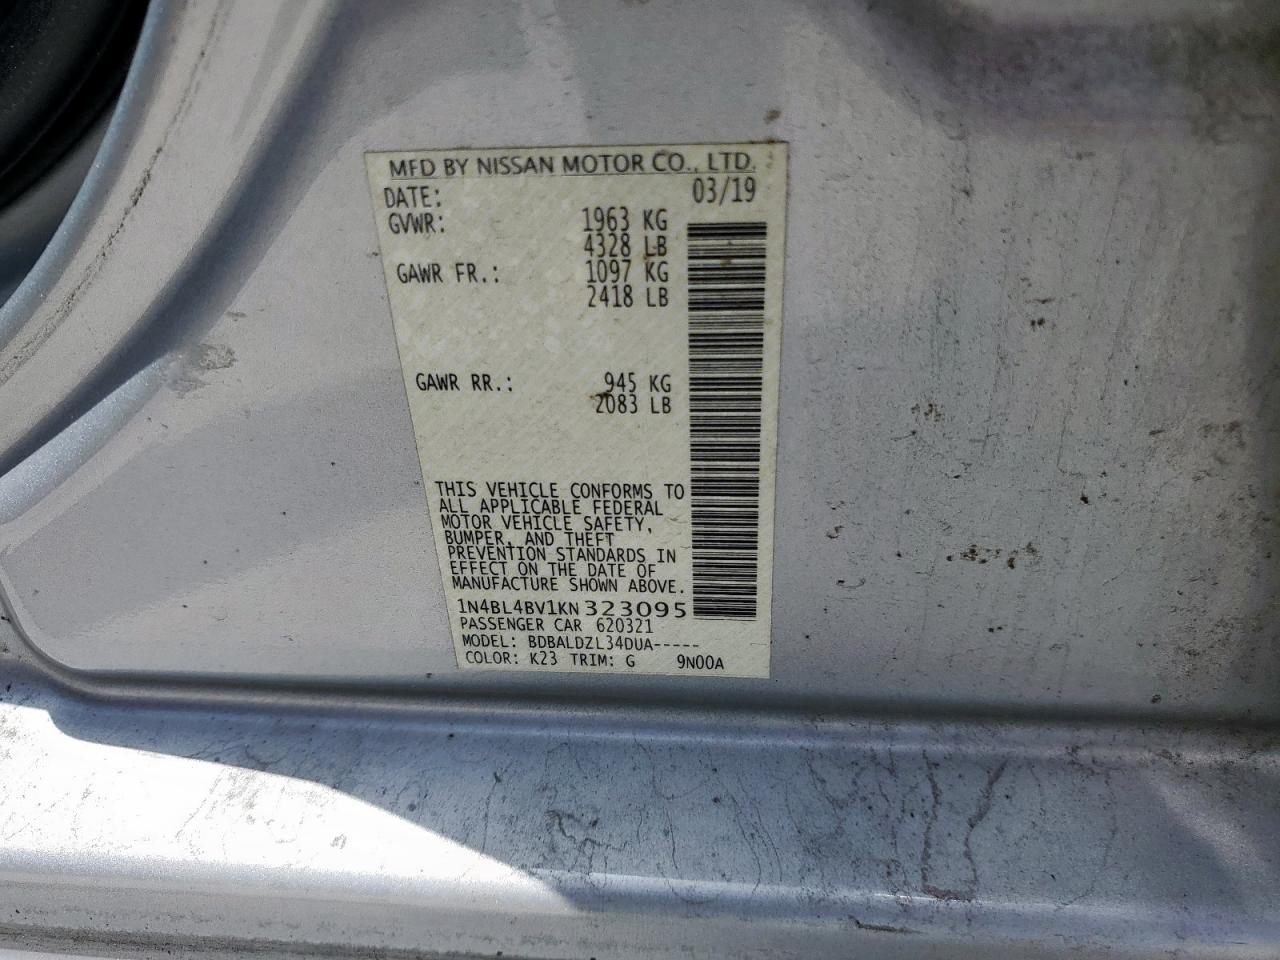 MFD BY NISSAN MOTOR CO., LTD.
DATE: 03/19
GVWR: 1963 KG
4328 LB
GAWR FR.: 1097 KG
2418 LB
GAWR RR.: 945 KG
2083 LB
THIS VEHICLE CONFORMS TO
ALL APPLICABLE FEDERAL
MOTOR VEHICLE SAFETY,
BUMPER, AND THEFT
PREVENTION STANDARDS IN
EFFECT ON THE DATE OF
MANUFACTURE SHOWN ABOVE.
1N4BL4BV1KN323095
PASSENGER CAR 620321
MODEL: BDBALDZL34DUA-----
COLOR: K23 TRIM: G 9N00A